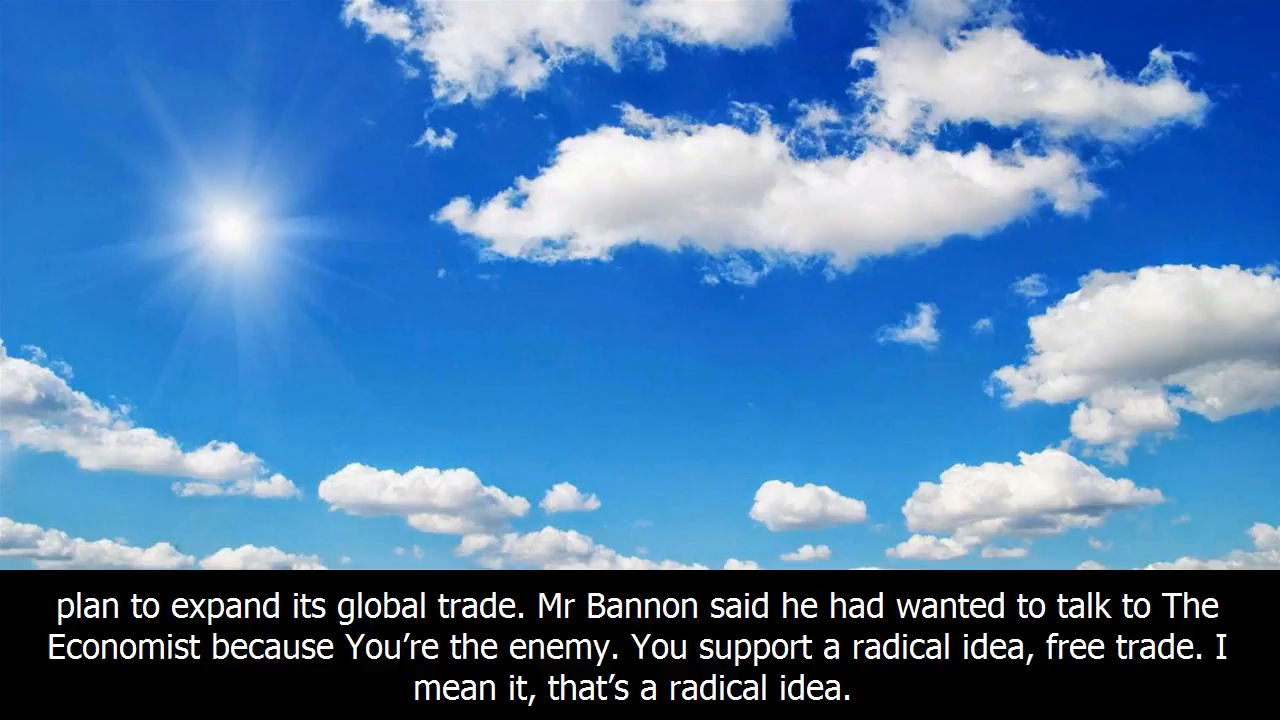 plan to expand its global trade. Mr Bannon said he had wanted to talk to The
Economist because You’re the enemy. You support a radical idea, free trade. I
mean it, that’s a radical idea.